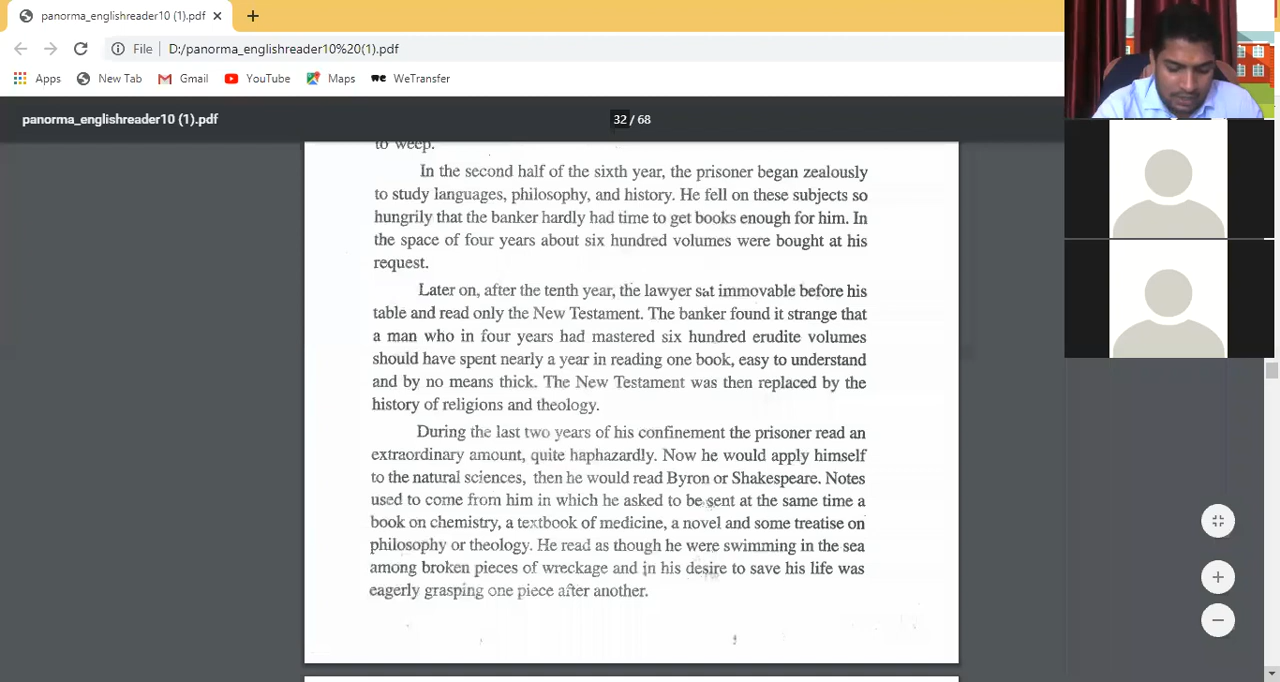 panorma_englishreader10 (1).pdf
File D:/panorma_englishreader10%20(1).pdf
Apps New Tab Gmail YouTube Maps WeTransfer
panorma_englishreader10 (1).pdf 32 / 68
to weep.
In the second half of the sixth year, the prisoner began zealously
to study languages, philosophy, and history. He fell on these subjects so
hungrily that the banker hardly had time to get books enough for him. In
the space of four years about six hundred volumes were bought at his
request.
Later on, after the tenth year, the lawyer sat immovable before his
table and read only the New Testament. The banker found it strange that
a man who in four years had mastered six hundred erudite volumes
should have spent nearly a year in reading one book, easy to understand
and by no means thick. The New Testament was then replaced by the
history of religions and theology.
During the last two years of his confinement the prisoner read an
extraordinary amount, quite haphazardly. Now he would apply himself
to the natural sciences, then he would read Byron or Shakespeare. Notes
used to come from him in which he asked to be sent at the same time a
book on chemistry, a textbook of medicine, a novel and some treatise on
philosophy or theology. He read as though he were swimming in the sea
among broken pieces of wreckage and in his desire to save his life was
eagerly grasping one piece after another.